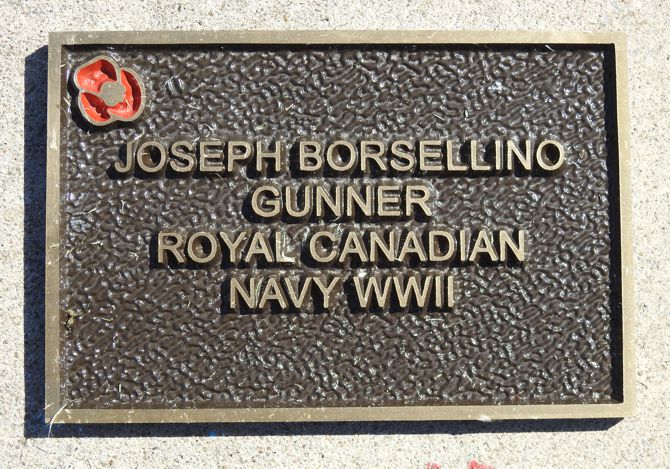 JOSEPH BORSELLINO
GUNNER
ROYAL CANADIAN
NAVY WWII